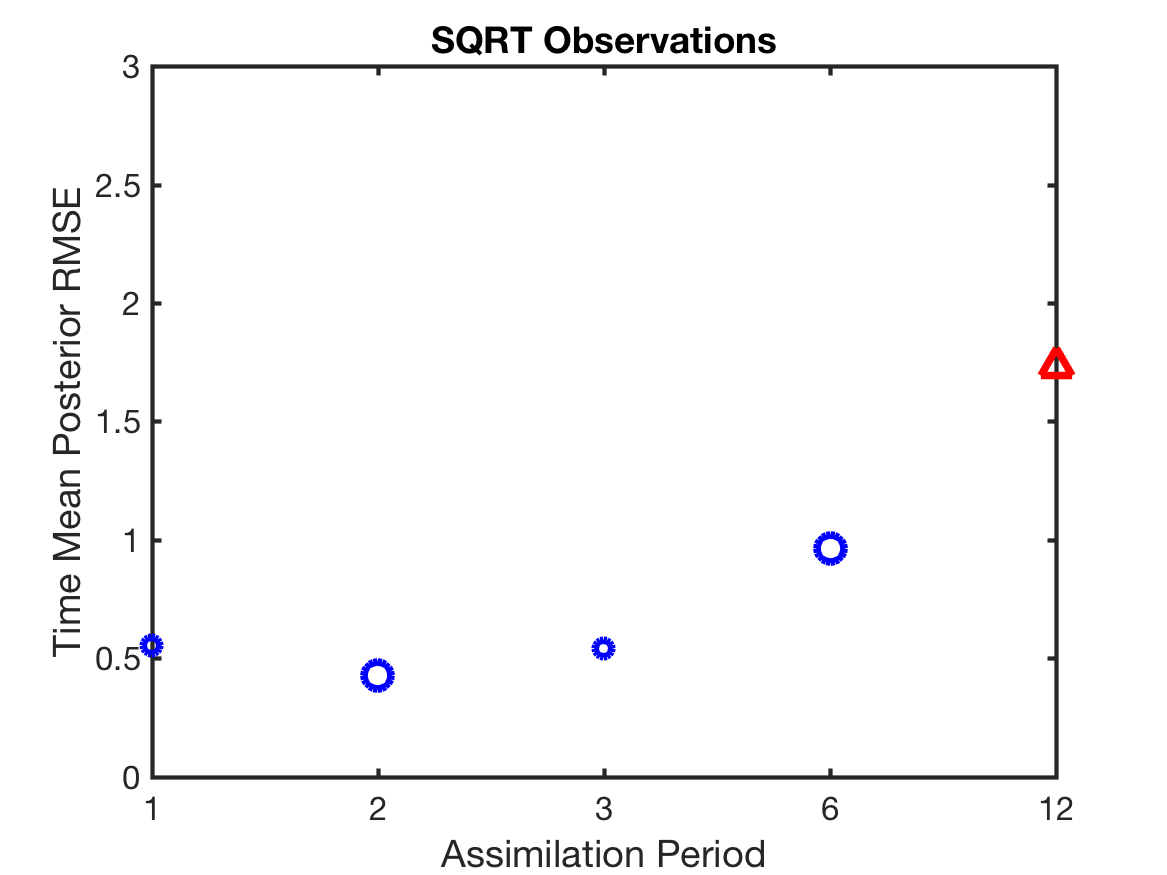 SQRT Observations
Time Mean Posterior RMSE
3
2.5
2
1.5
1
0.5
0
1 2 3 6 12
Assimilation Period